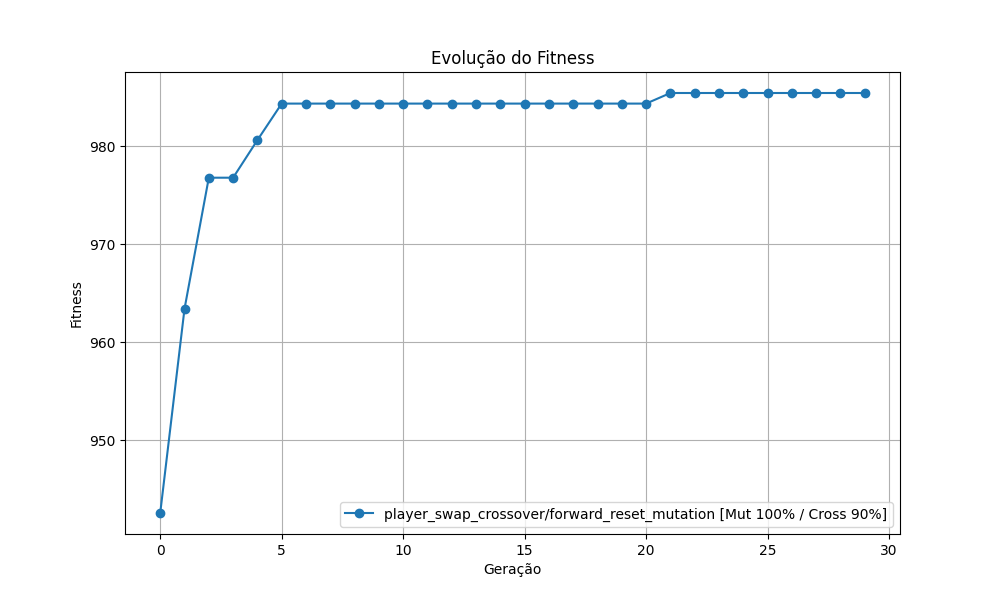 Evolução do Fitness
Fitness
980
970
960
950
player_swap_crossover/forward_reset_mutation [Mut 100% / Cross 90%]
0 5 10 15 20 25 30
Geração